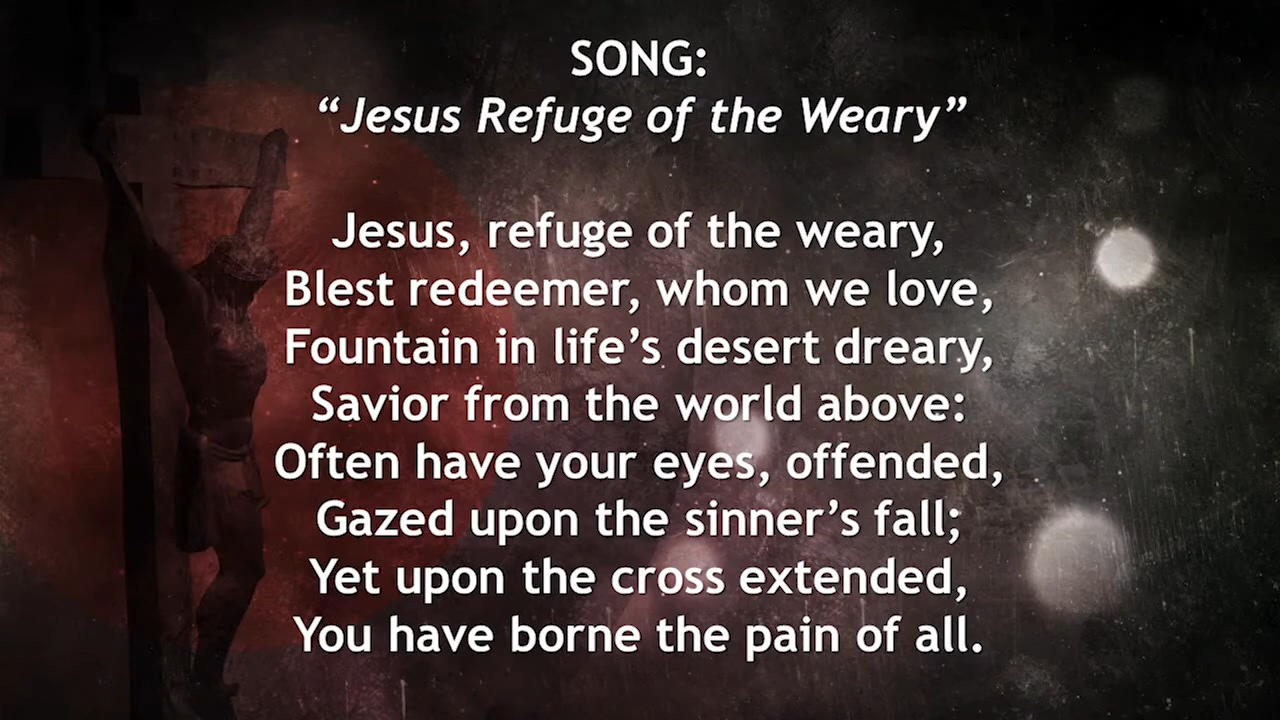 SONG:
“Jesus Refuge of the Weary”
Jesus, refuge of the weary,
Blest redeemer, whom we love,
Fountain in life’s desert dreary,
Savior from the world above:
Often have your eyes, offended,
Gazed upon the sinner’s fall;
Yet upon the cross extended,
You have borne the pain of all.